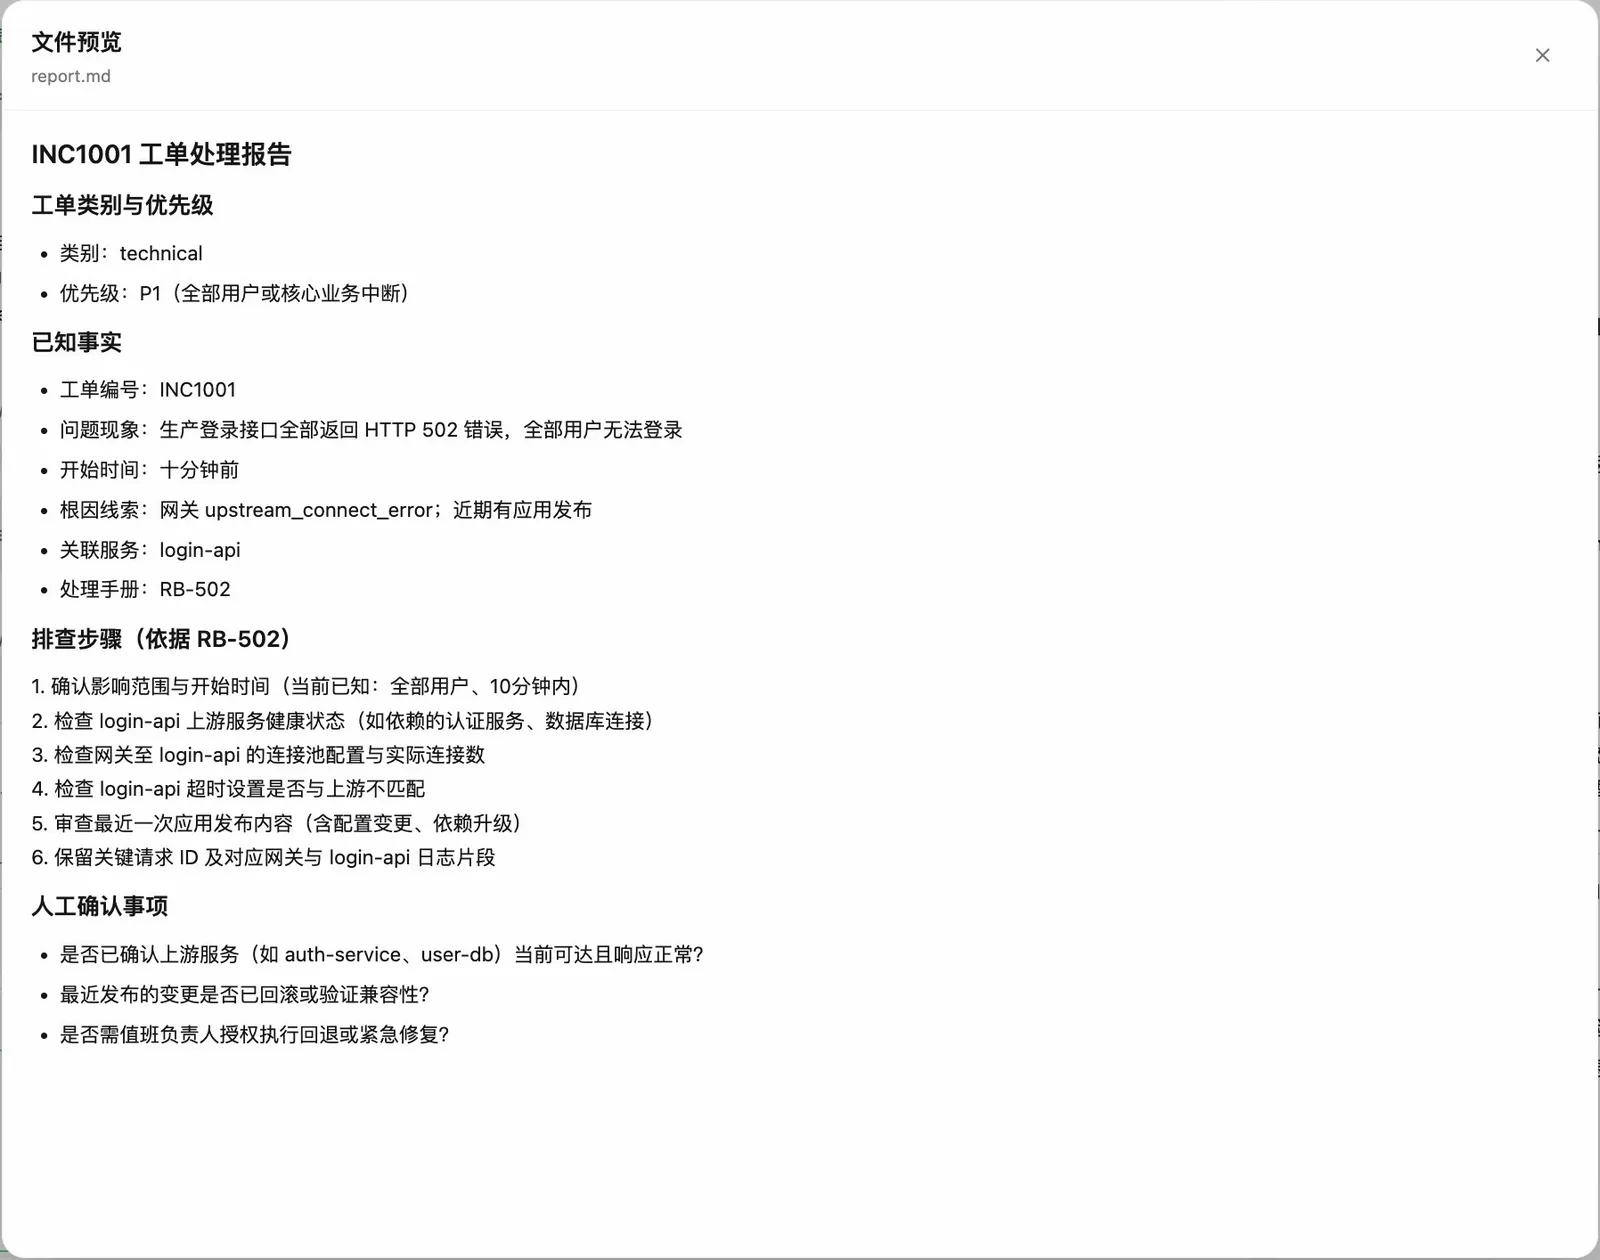 文件预览
report.md
INC1001 工单处理报告
工单类别与优先级
• 类别：technical
• 优先级：P1（全部用户或核心业务中断）
已知事实
• 工单编号：INC1001
• 问题现象：生产登录接口全部返回 HTTP 502 错误，全部用户无法登录
• 开始时间：十分钟前
• 根因线索：网关 upstream_connect_error；近期有应用发布
• 关联服务：login-api
• 处理手册：RB-502
排查步骤（依据 RB-502）
1. 确认影响范围与开始时间（当前已知：全部用户、10分钟内）
2. 检查 login-api 上游服务健康状态（如依赖的认证服务、数据库连接）
3. 检查网关至 login-api 的连接池配置与实际连接数
4. 检查 login-api 超时设置是否与上游不匹配
5. 审查最近一次应用发布内容（含配置变更、依赖升级）
6. 保留关键请求 ID 及对应网关与 login-api 日志片段
人工确认事项
• 是否已确认上游服务（如 auth-service、user-db）当前可达且响应正常？
• 最近发布的变更是否已回滚或验证兼容性？
• 是否需值班负责人授权执行回退或紧急修复？